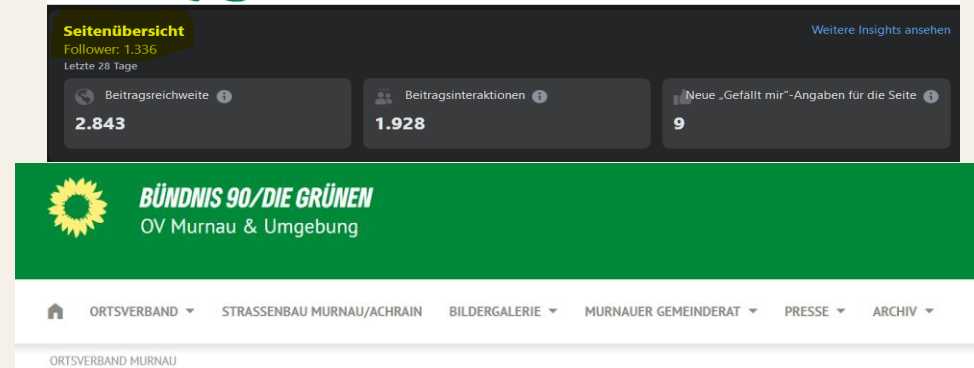 Seitenübersicht
Weitere Insights ansehen
Follower: 1.336
Letzte 28 Tage
Beitragsreichweite
2.843
Beitragsinteraktionen
1.928
Neue „Gefällt mir“-Angaben für die Seite
9
BÜNDNIS 90/DIE GRÜNEN
OV Murnau & Umgebung
ORTSVERBAND STRASSENBAU MURNAU/ACHRAIN BILDERGALERIE MURNAUER GEMEINDERAT PRESSE ARCHIV
ORTSVERBAND MURNAU